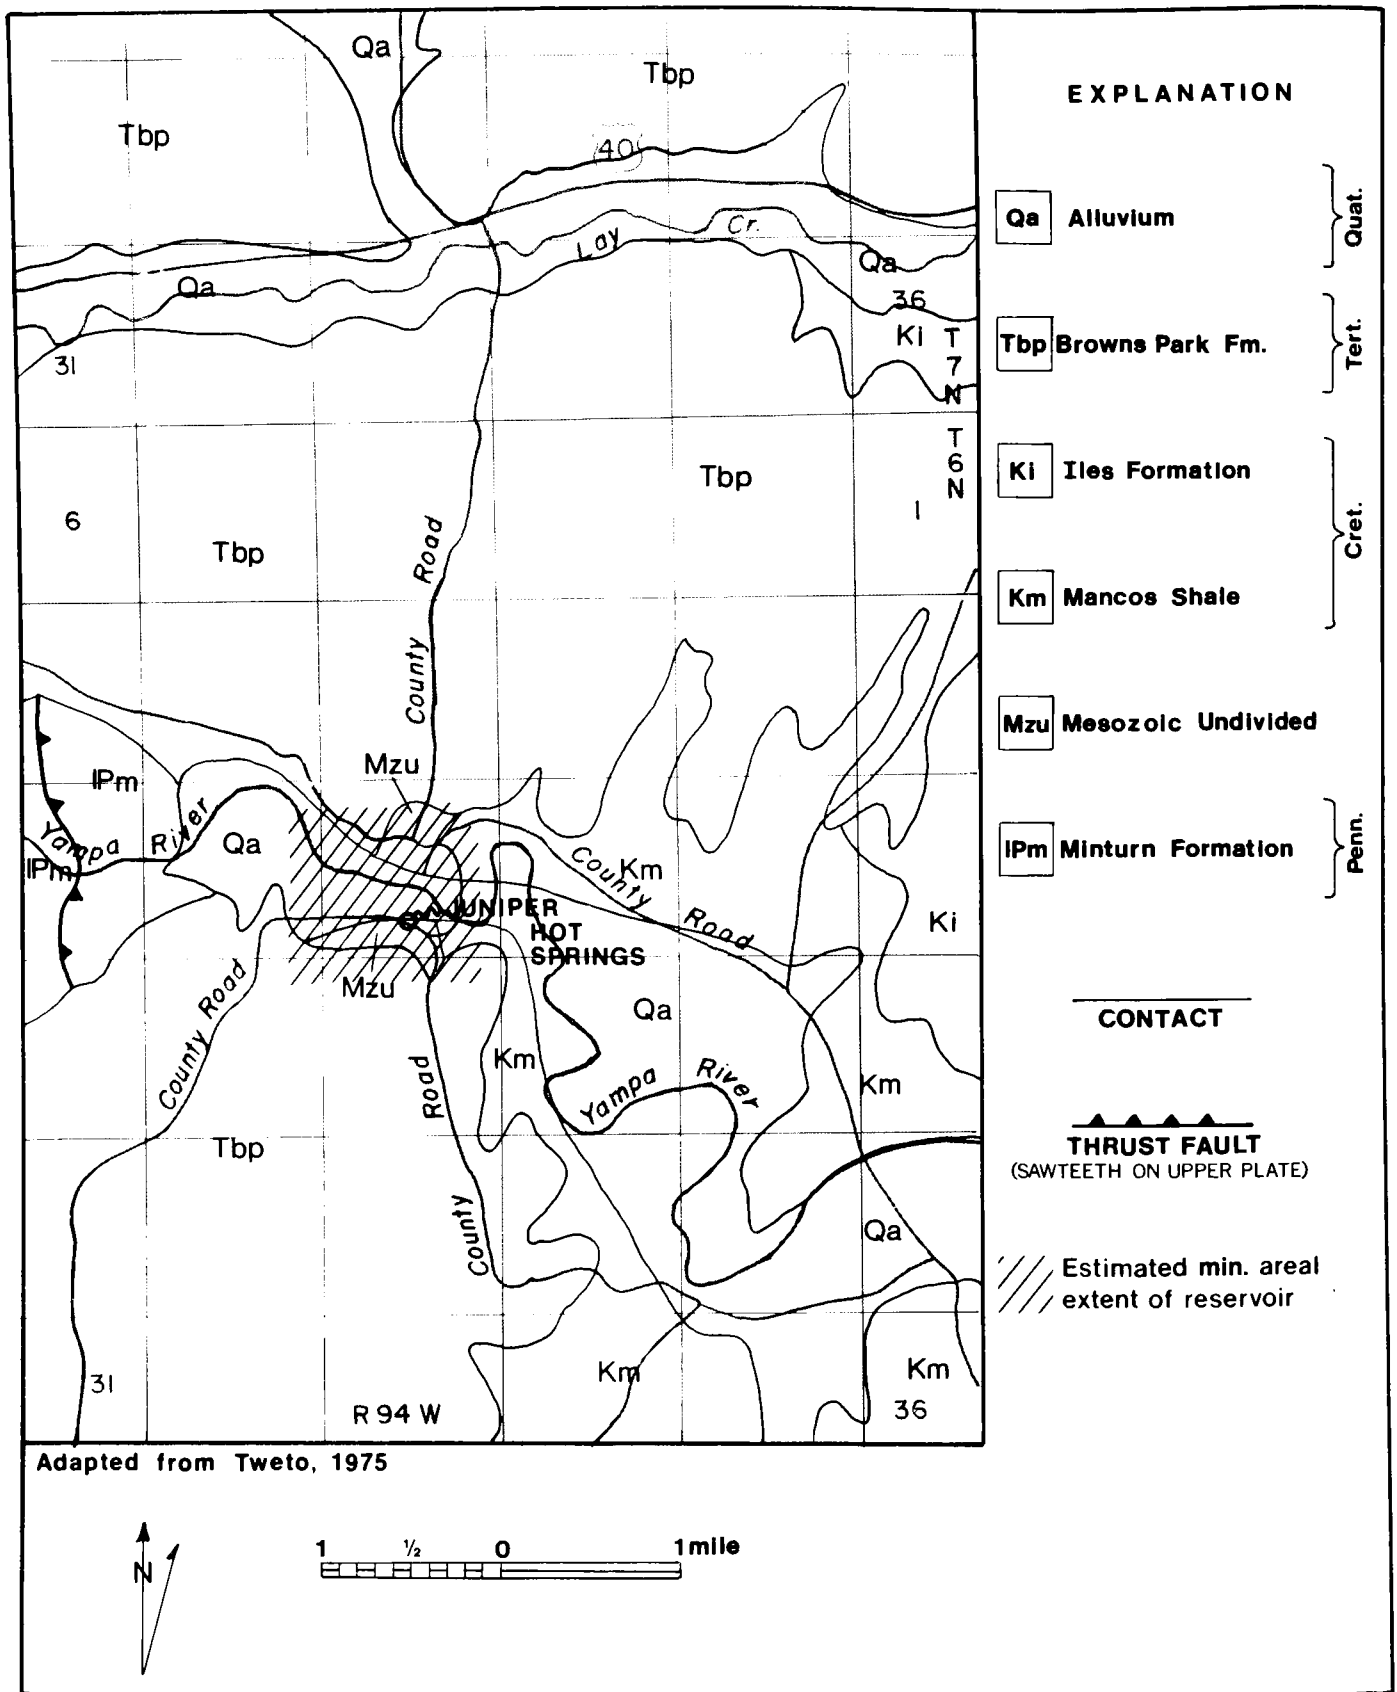 Qa
Tbp
Tbp
40
Lay Cr.
Qa
Qa
36
Ki
T
7
N
31
T
6
N
Tbp
6
1
Tbp
County Road
Mzu
IPm
Yampa River
Qa
IPm
County Road
Km
Ki
JUNIPER
HOT
SPRINGS
Mzu
County Road
Qa
Km
Yampa River
Km
County Road
Tbp
Qa
Km
Km
31
R 94 W
36
Adapted from Tweto, 1975
N
1 ½ 0 1 mile
EXPLANATION
Qa Alluvium
Quat.
Tbp Browns Park Fm.
Tert.
Ki Iles Formation
Km Mancos Shale
Cret.
Mzu Mesozoic Undivided
IPm Minturn Formation
Penn.
CONTACT
THRUST FAULT
(SAWTEETH ON UPPER PLATE)
Estimated min. areal
extent of reservoir